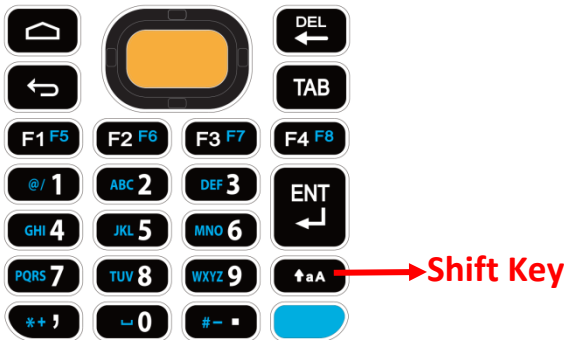 DEL
TAB
F1 F5 F2 F6 F3 F7 F4 F8
@/ 1 ABC 2 DEF 3 ENT
GHI 4 JKL 5 MNO 6
PQRS 7 TUV 8 WXYZ 9 aA Shift Key
*+ , ⎵ 0 #- .